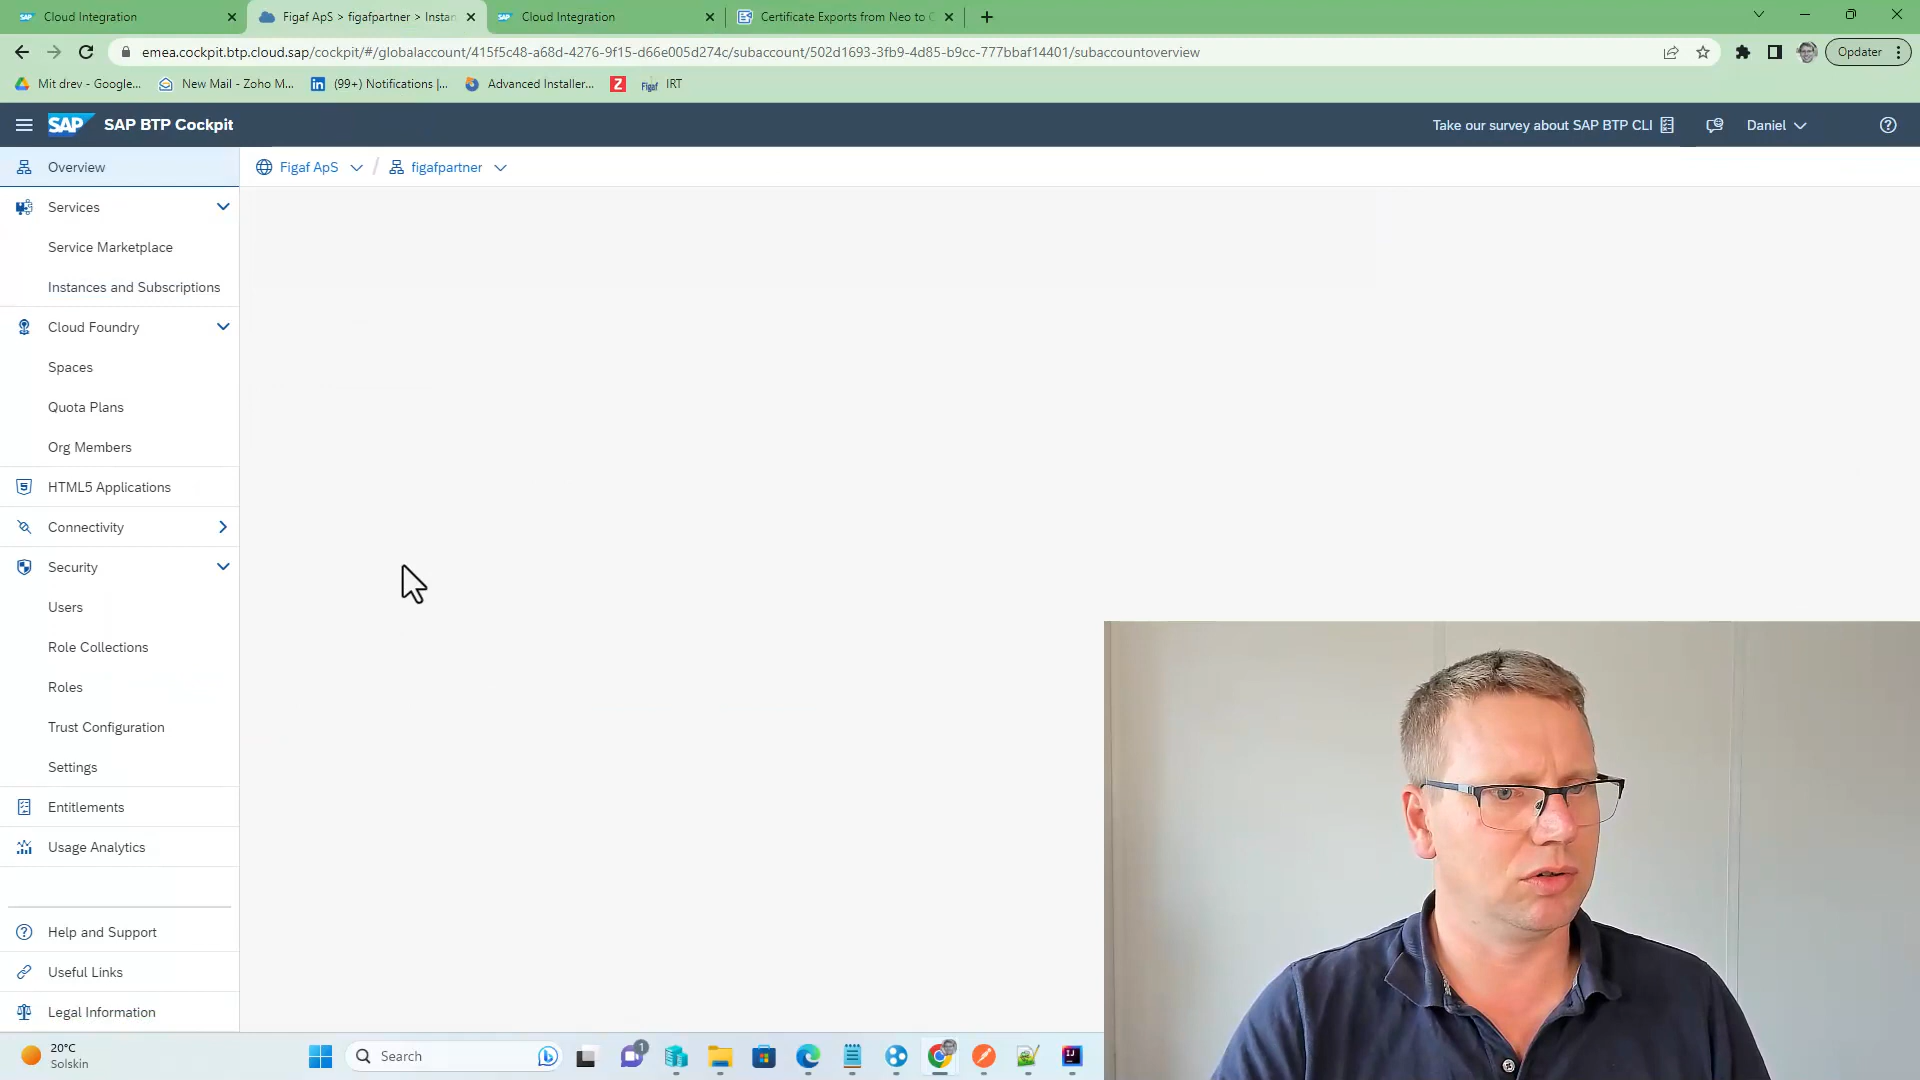 Cloud Integration
Figaf ApS > figafpartner > Instan
Cloud Integration
Certificate Exports from Neo to C
emea.cockpit.btp.cloud.sap/cockpit/#/globalaccount/415f5c48-a68d-4276-9f15-d66e005d274c/subaccount/502d1693-3fb9-4d85-b9cc-777bbaf14401/subaccountoverview
Opdater
Mit drev - Google...
New Mail - Zoho M...
(99+) Notifications |...
Advanced Installer...
Z
Figaf
IRT
SAP
SAP BTP Cockpit
Take our survey about SAP BTP CLI
Daniel
Overview
Figaf ApS / figafpartner
Services
Service Marketplace
Instances and Subscriptions
Cloud Foundry
Spaces
Quota Plans
Org Members
HTML5 Applications
Connectivity
Security
Users
Role Collections
Roles
Trust Configuration
Settings
Entitlements
Usage Analytics
Help and Support
Useful Links
Legal Information
20°C
Solskin
Search
1